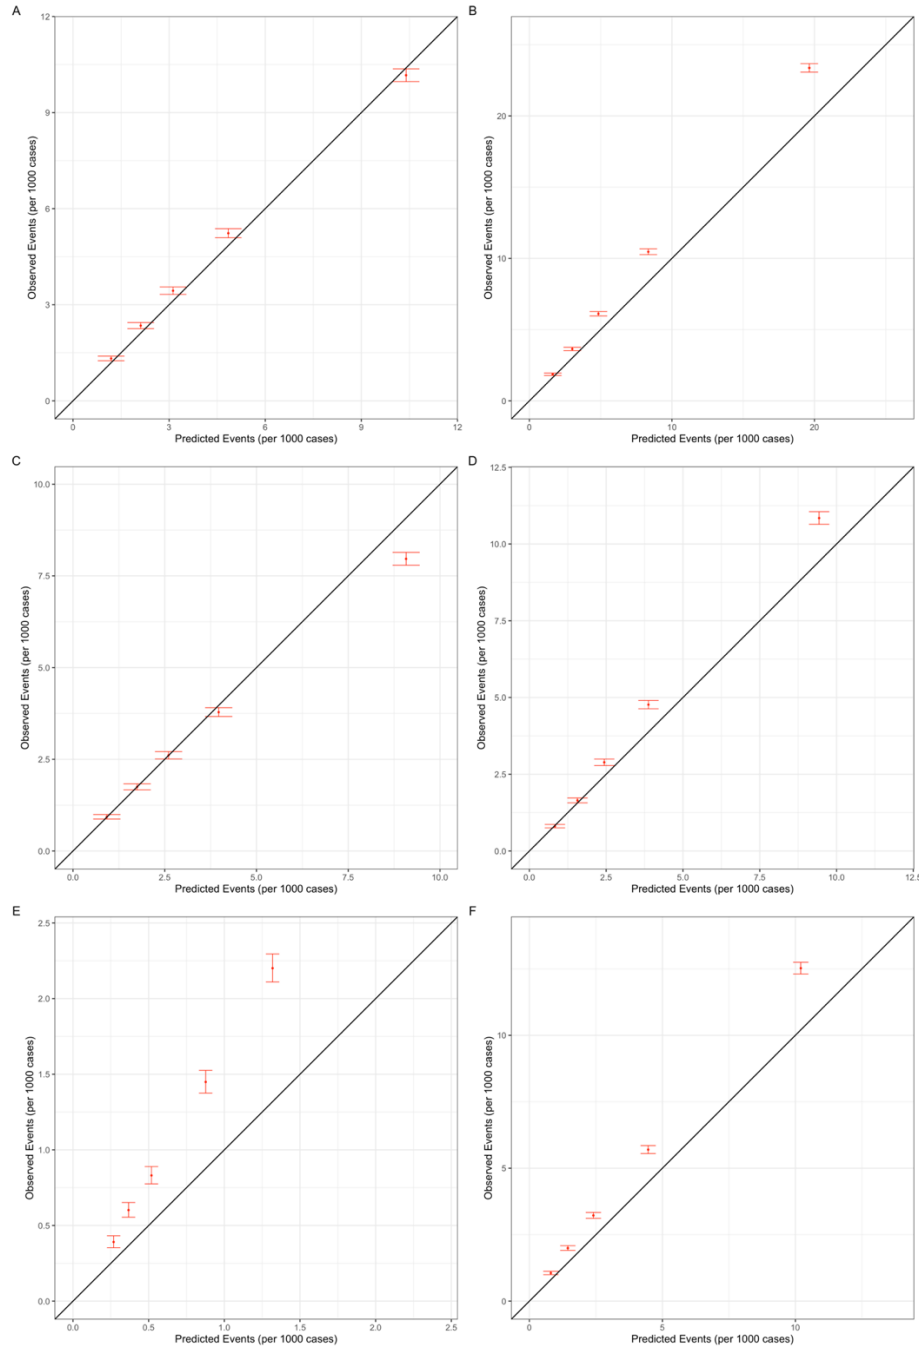 A
12
9
6
3
0
Observed Events (per 1000 cases)
0 3 6 9 12
Predicted Events (per 1000 cases)
B
20
10
0
Observed Events (per 1000 cases)
0 10 20
Predicted Events (per 1000 cases)
C
10.0
7.5
5.0
2.5
0.0
Observed Events (per 1000 cases)
0.0 2.5 5.0 7.5 10.0
Predicted Events (per 1000 cases)
D
12.5
10.0
7.5
5.0
2.5
0.0
Observed Events (per 1000 cases)
0.0 2.5 5.0 7.5 10.0 12.5
Predicted Events (per 1000 cases)
E
2.5
2.0
1.5
1.0
0.5
0.0
Observed Events (per 1000 cases)
0.0 0.5 1.0 1.5 2.0 2.5
Predicted Events (per 1000 cases)
F
10
5
0
Observed Events (per 1000 cases)
0 5 10
Predicted Events (per 1000 cases)